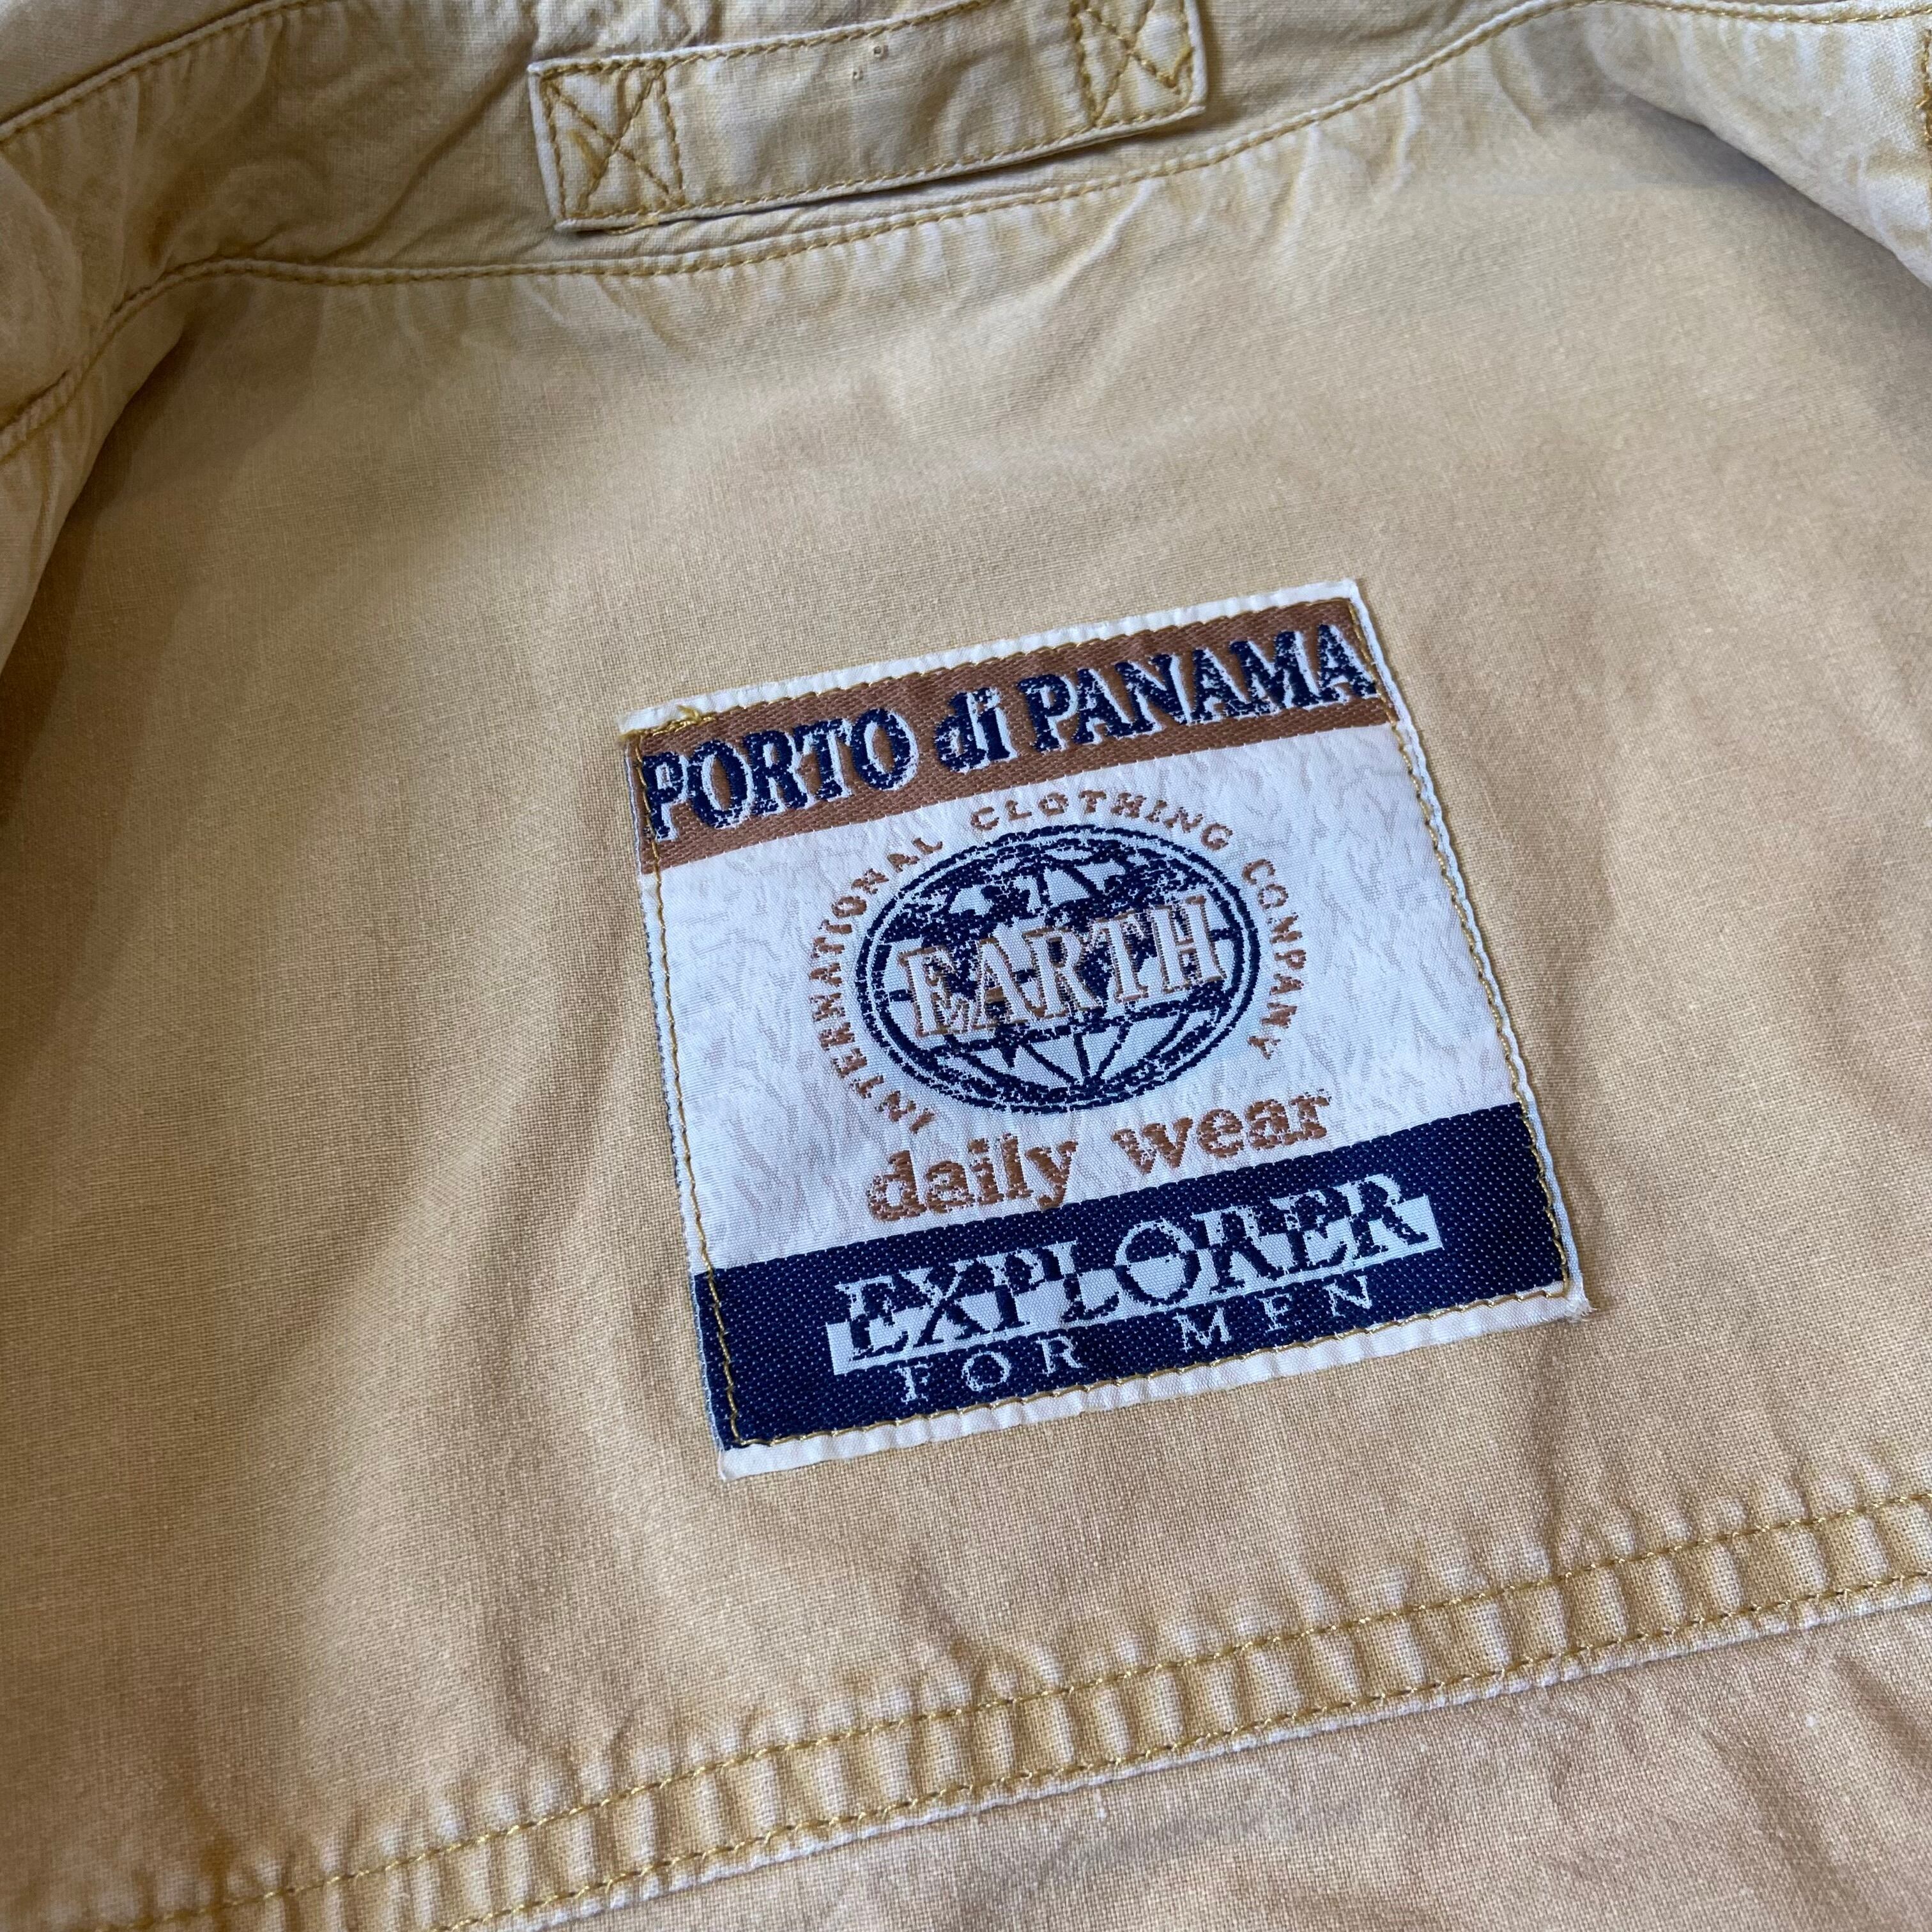 PORTO di PANAMA
INTERNATIONAL CLOTHING COMPANY
EARTH
daily wear
EXPLORER
FOR MEN